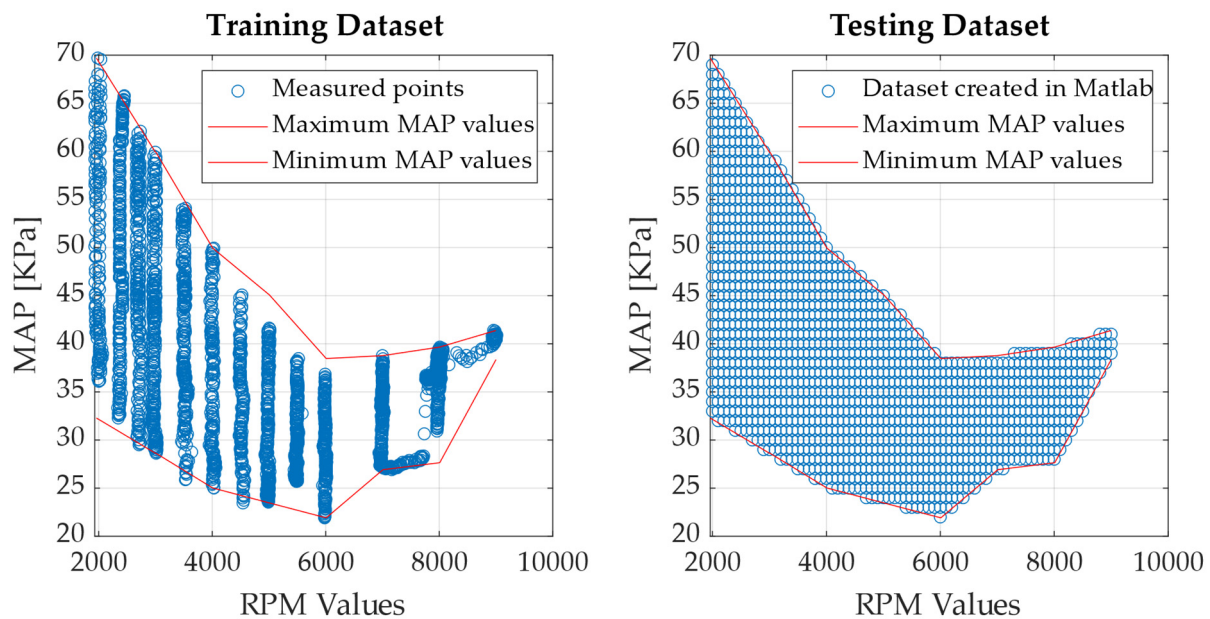 Training Dataset
70
65
60
55
50
45
40
35
30
25
20
MAP [KPa]
Measured points
Maximum MAP values
Minimum MAP values
2000 4000 6000 8000 10000
RPM Values
Testing Dataset
70
65
60
55
50
45
40
35
30
25
20
MAP [KPa]
Dataset created in Matlab
Maximum MAP values
Minimum MAP values
2000 4000 6000 8000 10000
RPM Values